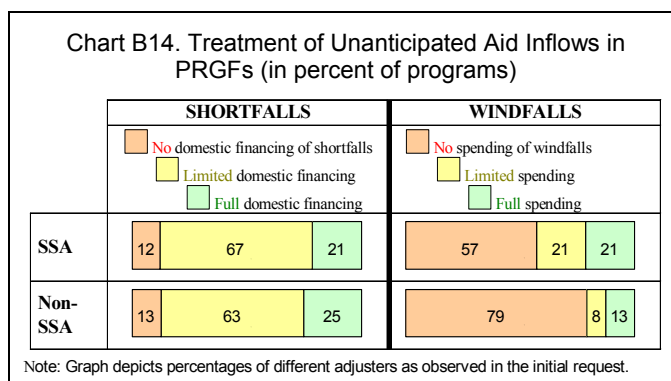 Chart B14. Treatment of Unanticipated Aid Inflows in
PRGFs (in percent of programs)
SHORTFALLS
WINDFALLS
No domestic financing of shortfalls
Limited domestic financing
Full domestic financing
No spending of windfalls
Limited spending
Full spending
SSA
12 67 21
57 21 21
Non-
SSA
13 63 25
79 8 13
Note: Graph depicts percentages of different adjusters as observed in the initial request.